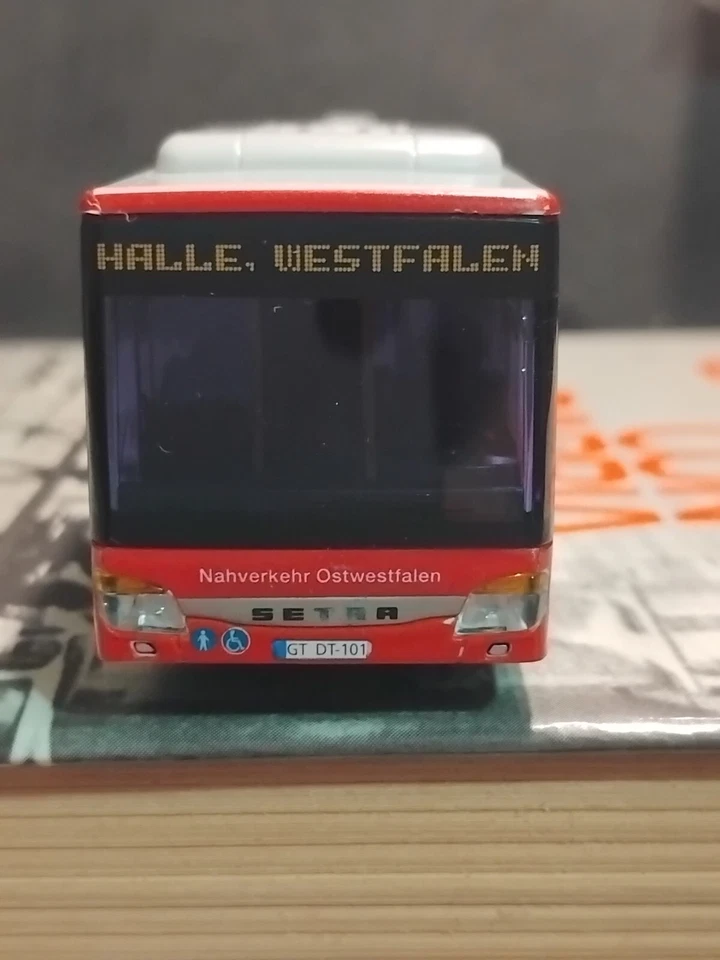 HALLE, WESTFALEN
Nahverkehr Ostwestfalen
SETRA
GT DT-101